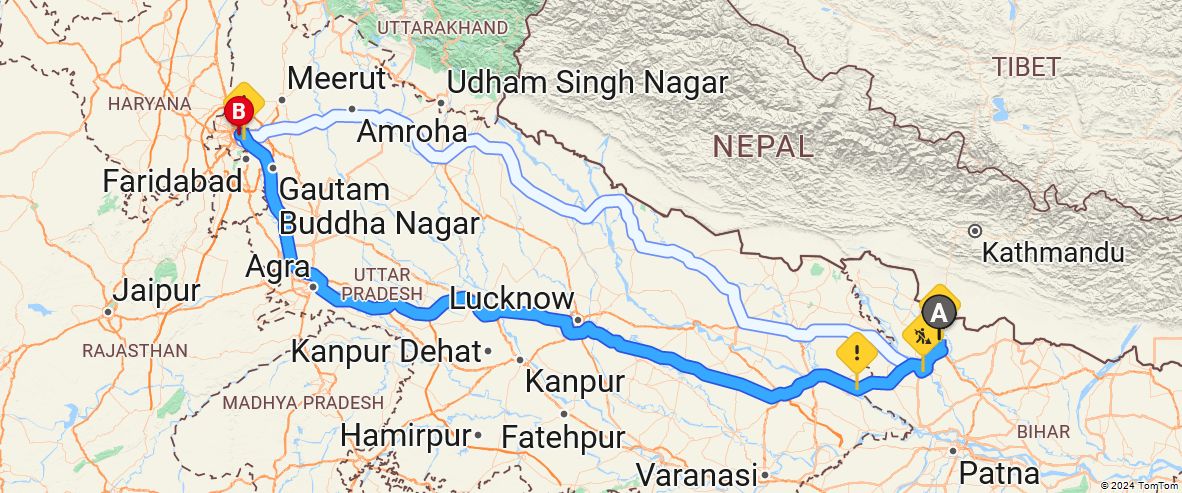 UTTARAKHAND
TIBET
Meerut
Udham Singh Nagar
HARYANA
B
Amroha
NEPAL
Faridabad
Gautam
Buddha Nagar
Kathmandu
Agra
UTTAR
PRADESH
Jaipur
Lucknow
A
!
RAJASTHAN
Kanpur Dehat
Kanpur
MADHYA PRADESH
Hamirpur
Fatehpur
BIHAR
Varanasi
Patna
© 2024 TomTom